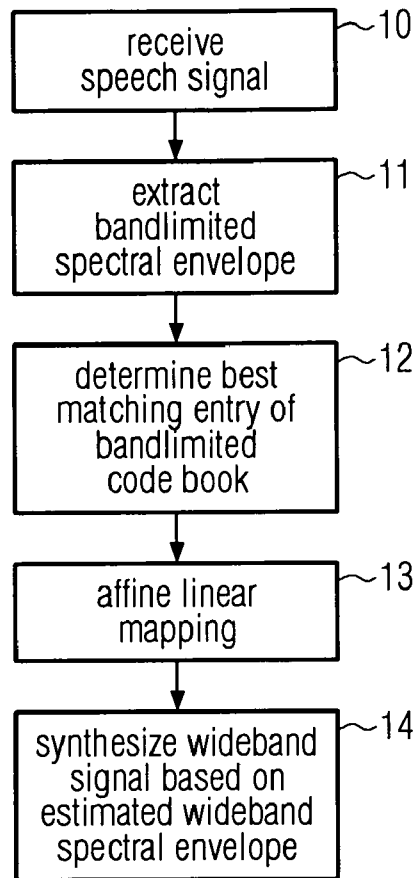 10
receive
speech signal
11
extract
bandlimited
spectral envelope
12
determine best
matching entry of
bandlimited
code book
13
affine linear
mapping
14
synthesize wideband
signal based on
estimated wideband
spectral envelope